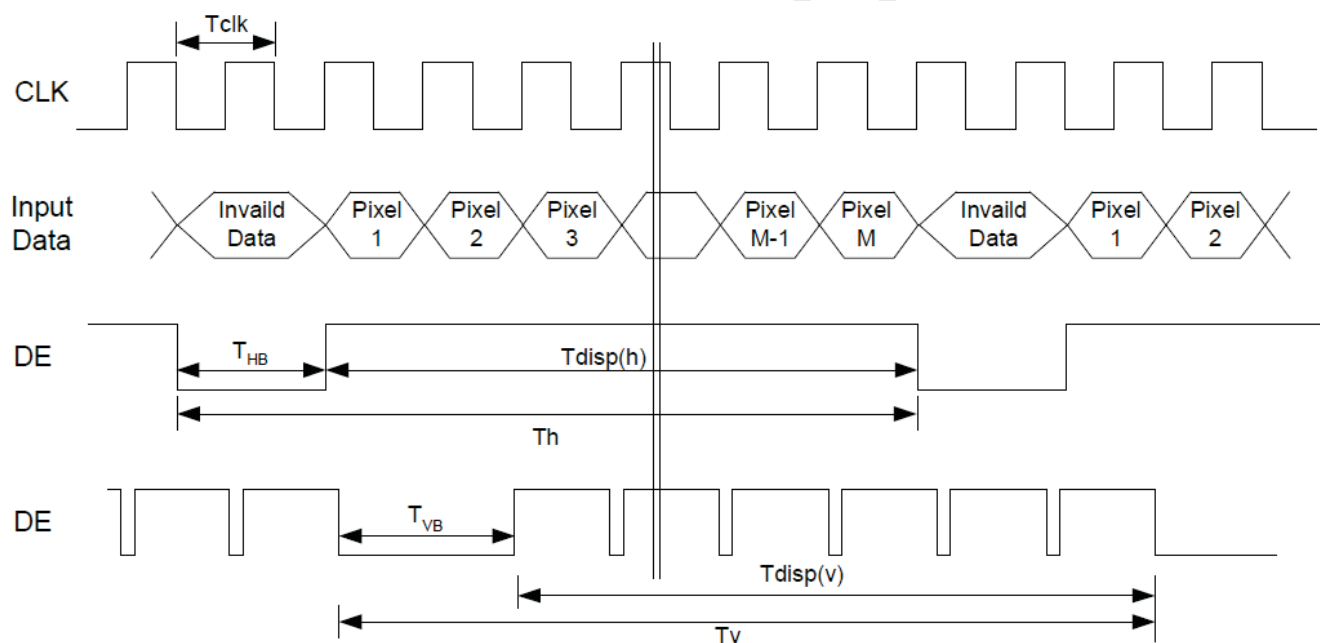 Tclk
CLK
Input
Data
Invaild
Data
Pixel
1
Pixel
2
Pixel
3
Pixel
M-1
Pixel
M
Invaild
Data
Pixel
1
Pixel
2
DE
THB
Tdisp(h)
Th
DE
TVB
Tdisp(v)
Tv